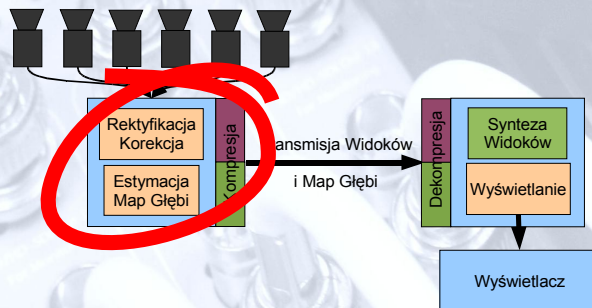 Rektyfikacja
Korekcja
Estymacja
Map Głębi
Kompresja
ansmisja Widoków
i Map Głębi
Dekompresja
Synteza
Widoków
Wyświetlanie
Wyświetlacz